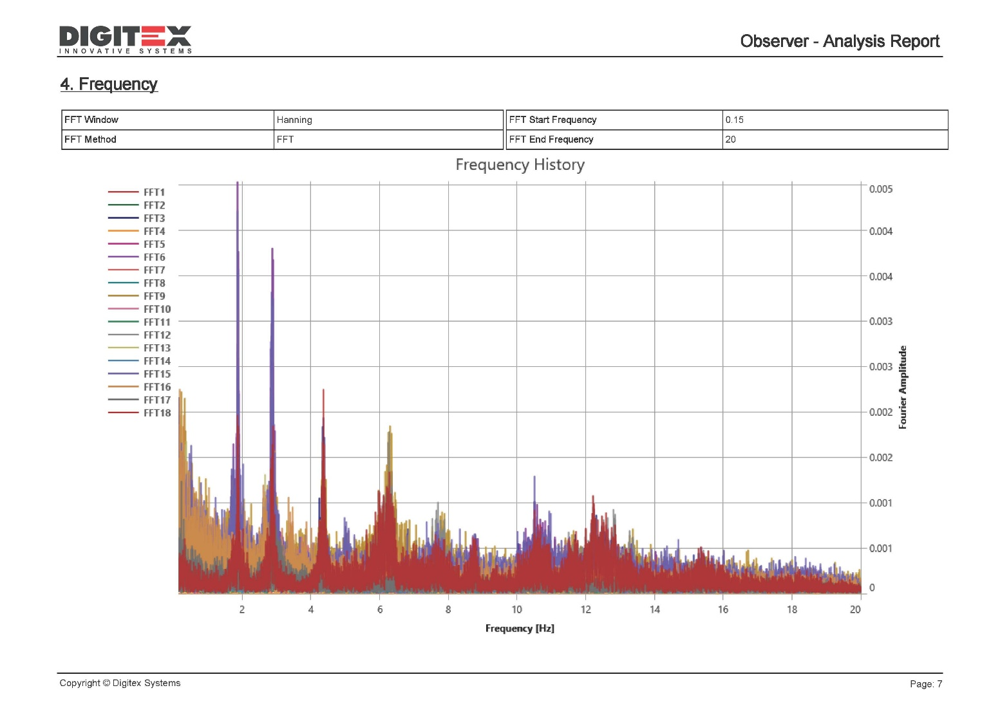 DIGITEX
INNOVATIVE SYSTEMS
Observer - Analysis Report
4. Frequency
FFT Window Hanning FFT Start Frequency 0.15
FFT Method FFT FFT End Frequency 20
Frequency History
FFT1
FFT2
FFT3
FFT4
FFT5
FFT6
FFT7
FFT8
FFT9
FFT10
FFT11
FFT12
FFT13
FFT14
FFT15
FFT16
FFT17
FFT18
0.005
0.004
0.004
0.003
0.003
0.002
0.002
0.001
0.001
0
Fourier Amplitude
2 4 6 8 10 12 14 16 18 20
Frequency [Hz]
Copyright © Digitex Systems
Page: 7